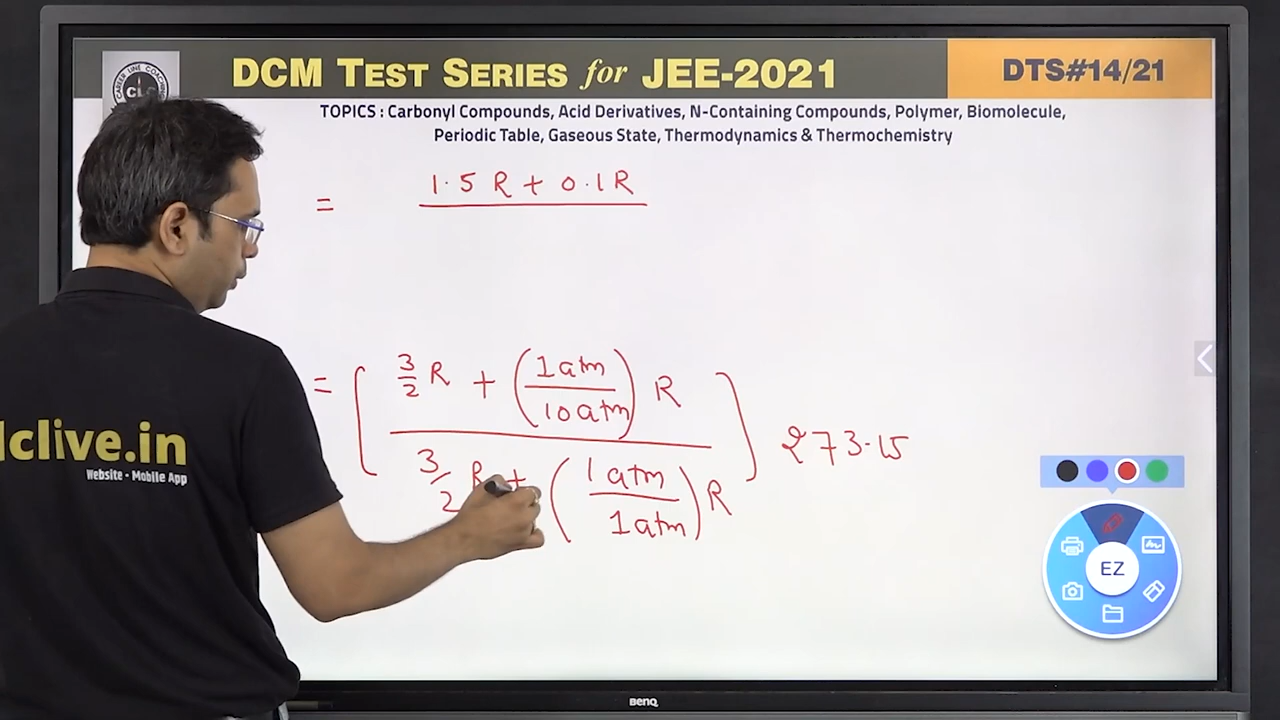 DCM TEST SERIES for JEE-2021
DTS#14/21
TOPICS : Carbonyl Compounds, Acid Derivatives, N-Containing Compounds, Polymer, Biomolecule,
Periodic Table, Gaseous State, Thermodynamics & Thermochemistry
= 1.5 R + 0.1 R
= [ 3/2 R + (1 atm / 10 atm) R
3/2 R + (1 atm / 1 atm) R ] 273.15
lclive.in
Website - Mobile App
EZ
BENQ